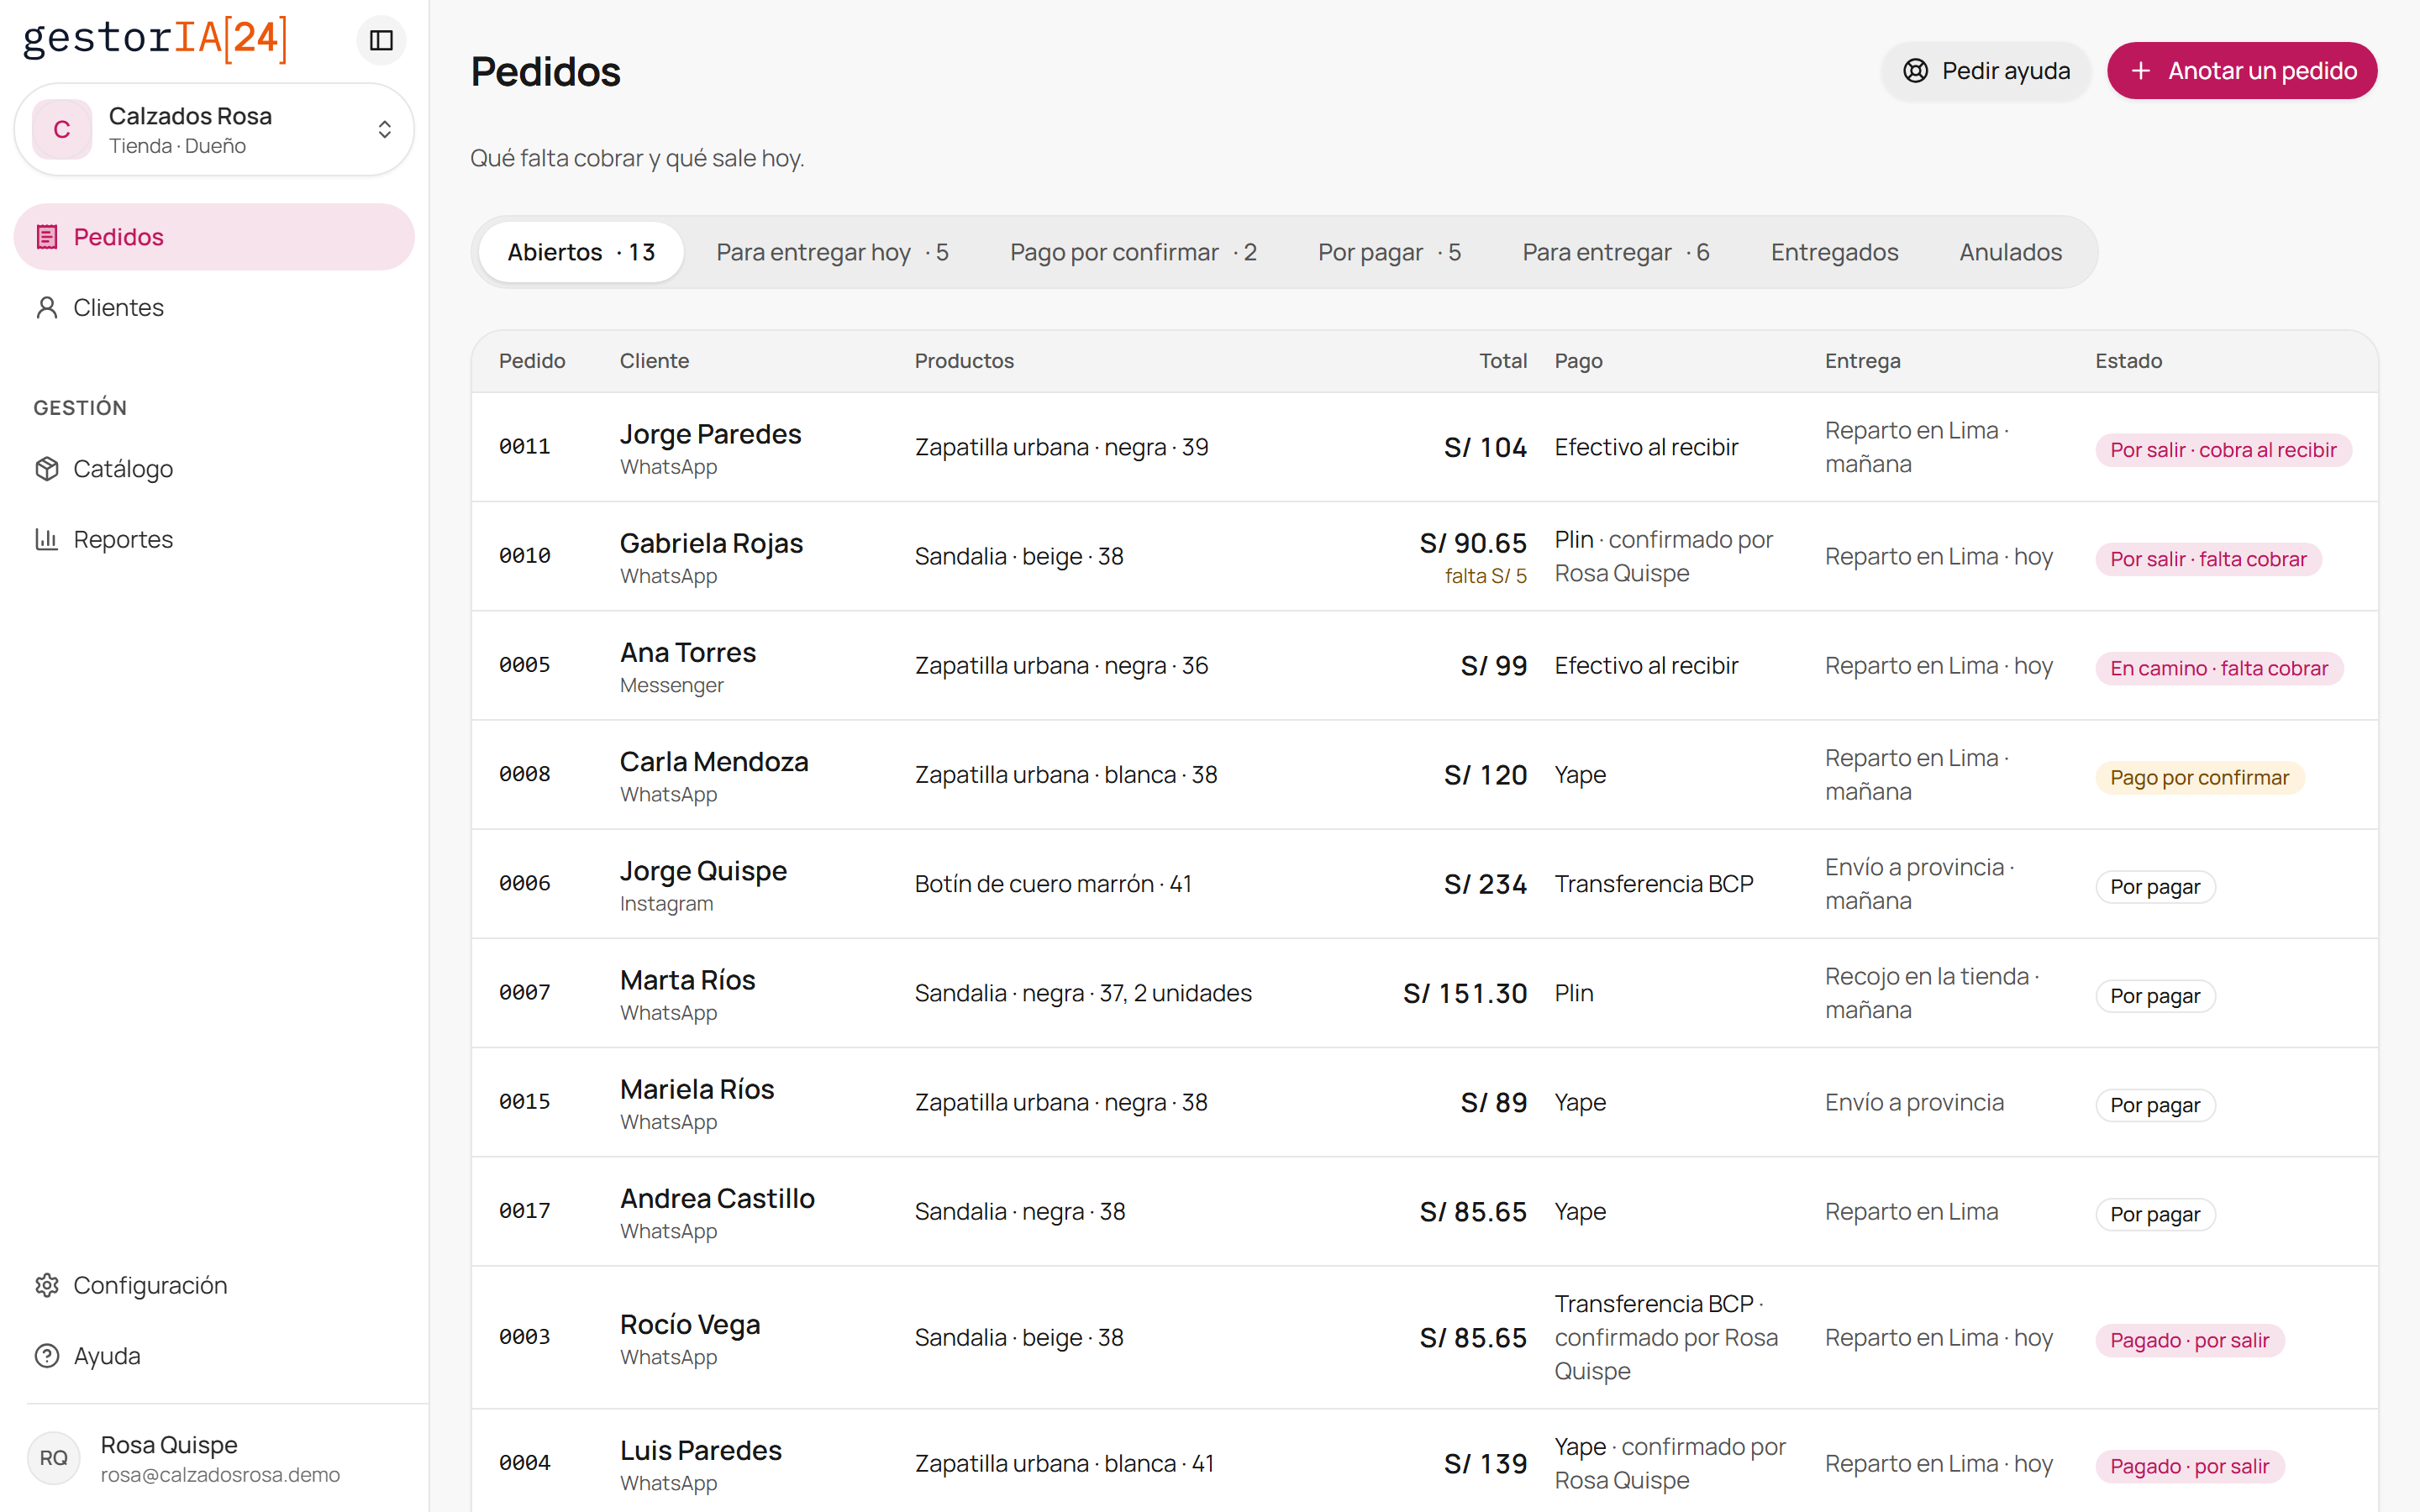 gestorIA[24]
Calzados Rosa
Tienda · Dueño
Pedidos
Clientes
GESTIÓN
Catálogo
Reportes
Configuración
Ayuda
RQ
Rosa Quispe
rosa@calzadosrosa.demo
C
Pedidos
Pedir ayuda
+ Anotar un pedido
Qué falta cobrar y qué sale hoy.
Abiertos · 13 Para entregar hoy · 5 Pago por confirmar · 2 Por pagar · 5 Para entregar · 6 Entregados Anulados
Pedido Cliente Productos Total Pago Entrega Estado
0011 Jorge Paredes WhatsApp Zapatilla urbana · negra · 39 S/ 104 Efectivo al recibir Reparto en Lima · mañana Por salir · cobra al recibir
0010 Gabriela Rojas WhatsApp Sandalia · beige · 38 S/ 90.65 falta S/ 5 Plin · confirmado por Rosa Quispe Reparto en Lima · hoy Por salir · falta cobrar
0005 Ana Torres Messenger Zapatilla urbana · negra · 36 S/ 99 Efectivo al recibir Reparto en Lima · hoy En camino · falta cobrar
0008 Carla Mendoza WhatsApp Zapatilla urbana · blanca · 38 S/ 120 Yape Reparto en Lima · mañana Pago por confirmar
0006 Jorge Quispe Instagram Botín de cuero marrón · 41 S/ 234 Transferencia BCP Envío a provincia · mañana Por pagar
0007 Marta Ríos WhatsApp Sandalia · negra · 37, 2 unidades S/ 151.30 Plin Recojo en la tienda · mañana Por pagar
0015 Mariela Ríos WhatsApp Zapatilla urbana · negra · 38 S/ 89 Yape Envío a provincia Por pagar
0017 Andrea Castillo WhatsApp Sandalia · negra · 38 S/ 85.65 Yape Reparto en Lima Por pagar
0003 Rocío Vega WhatsApp Sandalia · beige · 38 S/ 85.65 Transferencia BCP · confirmado por Rosa Quispe Reparto en Lima · hoy Pagado · por salir
0004 Luis Paredes WhatsApp Zapatilla urbana · blanca · 41 S/ 139 Yape · confirmado por Rosa Quispe Reparto en Lima · hoy Pagado · por salir